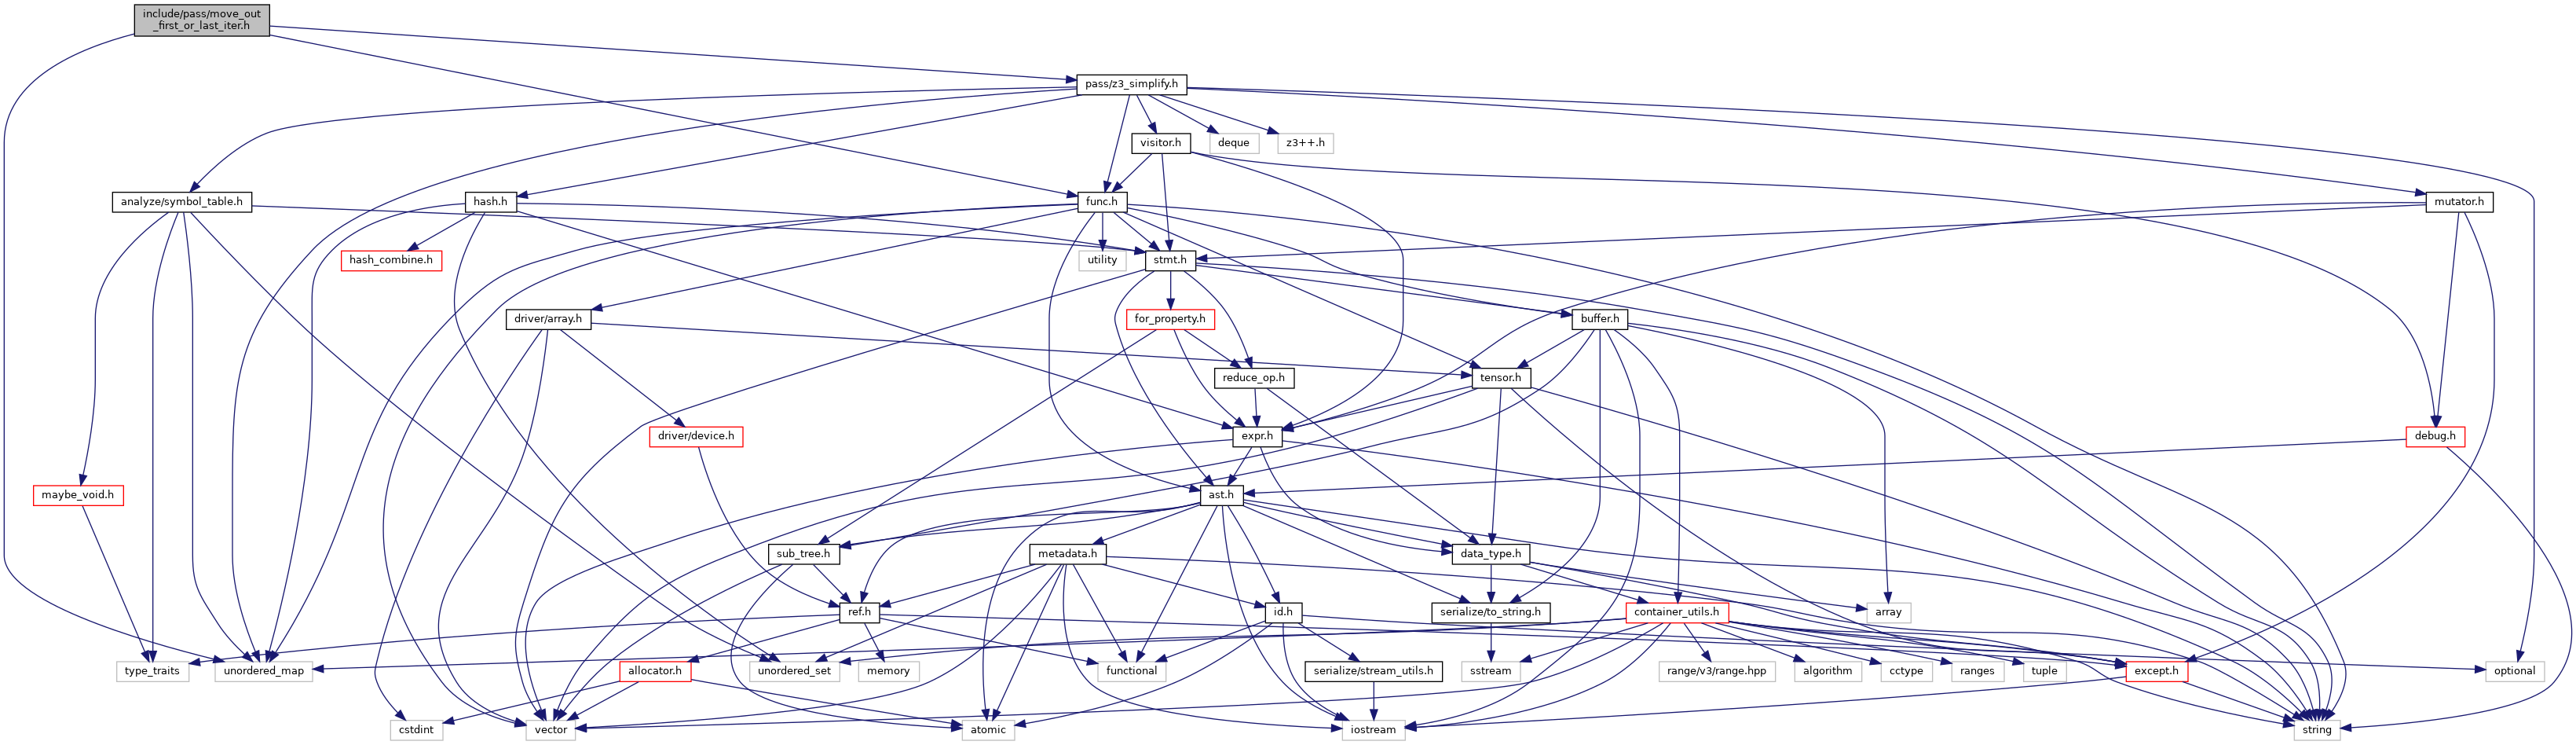 include/pass/move_out
_first_or_last_iter.h
pass/z3_simplify.h
visitor.h
deque
z3++.h
analyze/symbol_table.h
hash.h
func.h
mutator.h
hash_combine.h
utility
stmt.h
driver/array.h
for_property.h
buffer.h
reduce_op.h
tensor.h
driver/device.h
expr.h
debug.h
maybe_void.h
ast.h
sub_tree.h
metadata.h
data_type.h
ref.h
id.h
serialize/to_string.h
container_utils.h
array
type_traits
unordered_map
allocator.h
unordered_set
memory
functional
serialize/stream_utils.h
sstream
range/v3/range.hpp
algorithm
cctype
ranges
tuple
except.h
optional
cstdint
vector
atomic
iostream
string